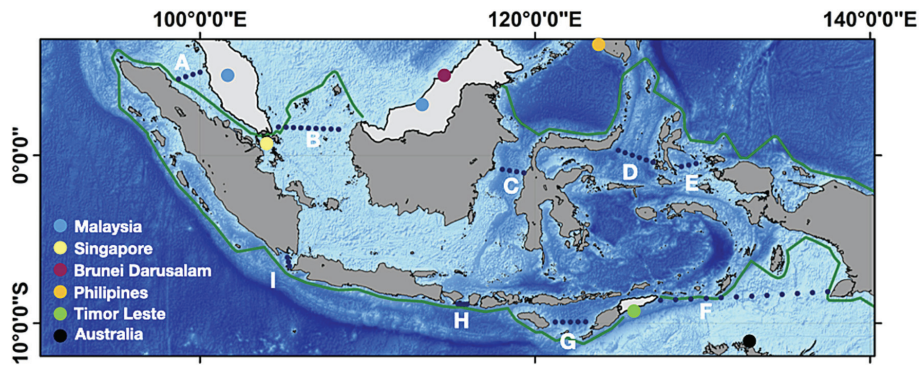 100°0'0"E 120°0'0"E 140°0'0"E
A
B
0°0'0"
C D E
Malaysia
Singapore
Brunei Darusalam
Philipines
Timor Leste
Australia
I
H
G
F
10°0'0"S